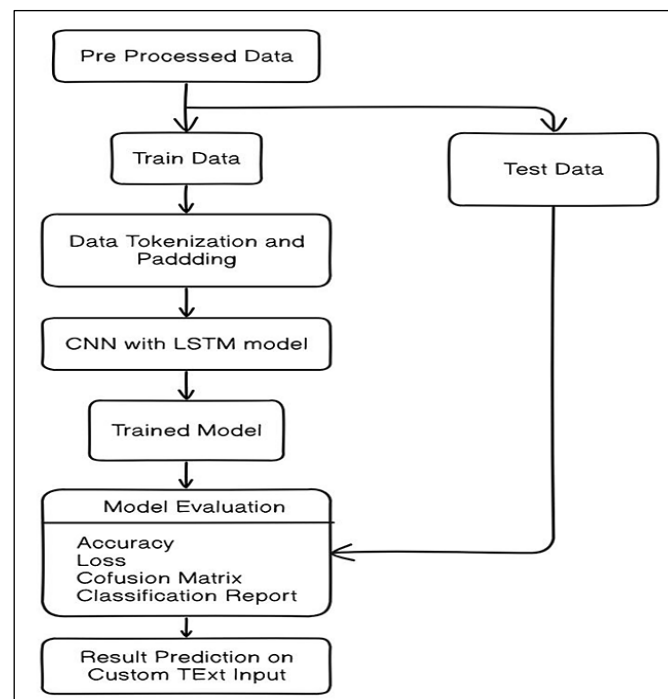 Pre Processed Data
Train Data
Test Data
Data Tokenization and
Paddding
CNN with LSTM model
Trained Model
Model Evaluation
Accuracy
Loss
Cofusion Matrix
Classification Report
Result Prediction on
Custom TExt Input